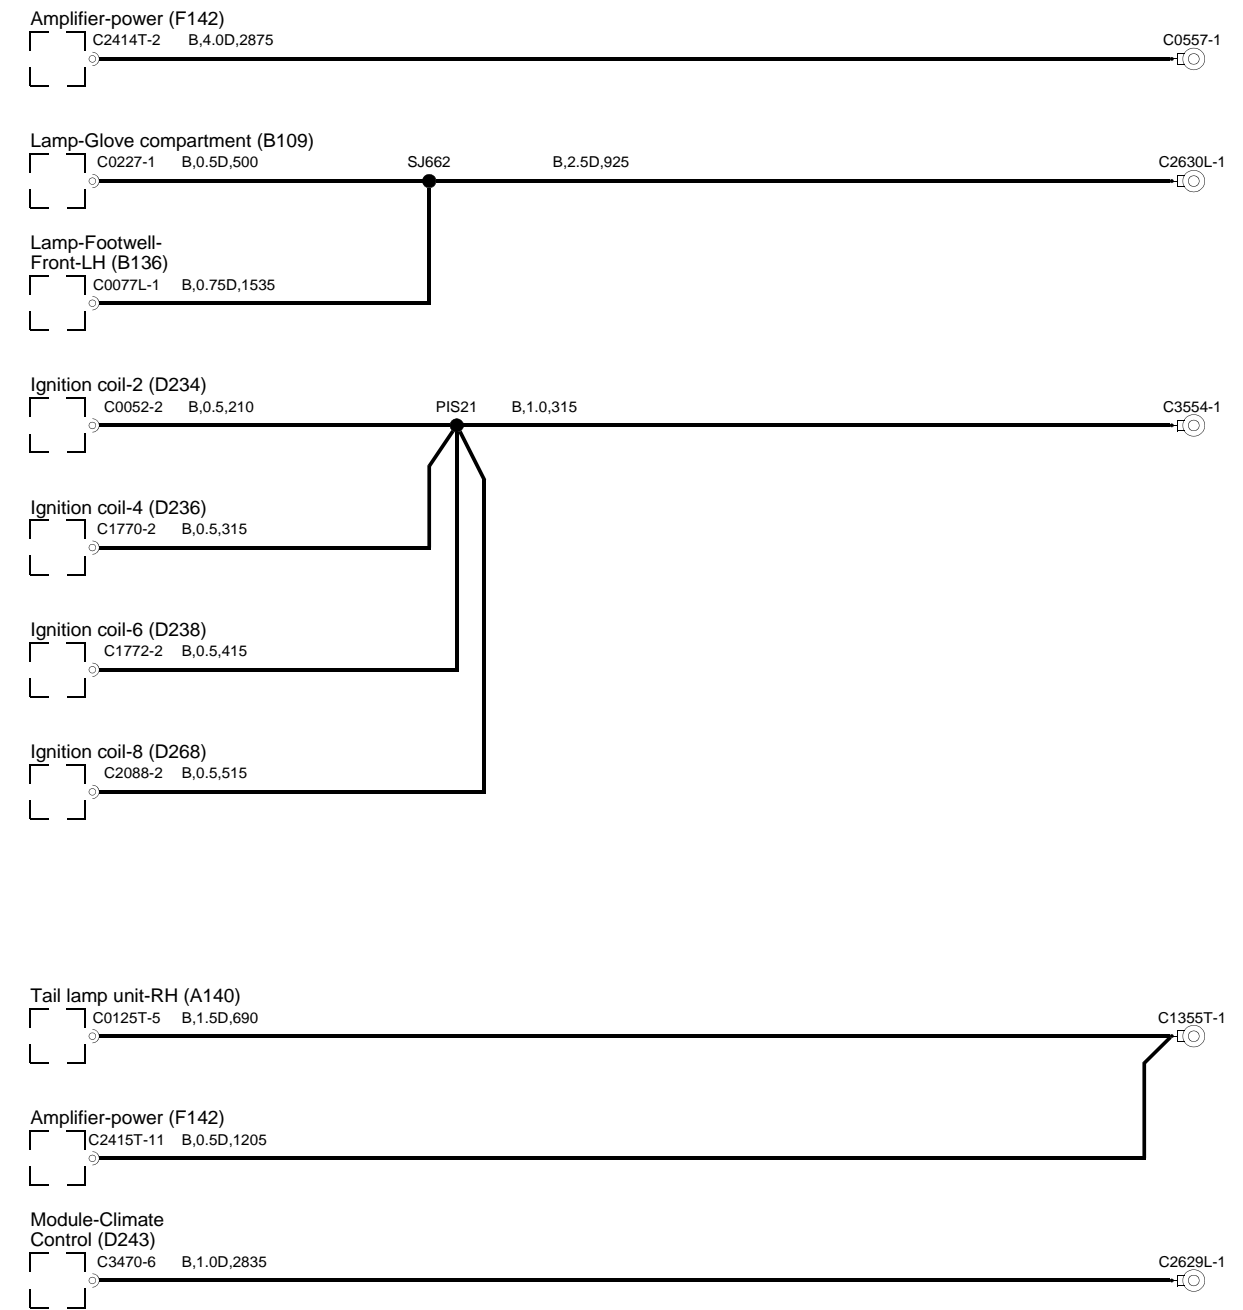 Amplifier-power (F142)
C2414T-2 B,4.0D,2875 C0557-1
Lamp-Glove compartment (B109)
C0227-1 B,0.5D,500 SJ662 B,2.5D,925 C2630L-1
Lamp-Footwell-
Front-LH (B136)
C0077L-1 B,0.75D,1535
Ignition coil-2 (D234)
C0052-2 B,0.5,210 PIS21 B,1.0,315 C3554-1
Ignition coil-4 (D236)
C1770-2 B,0.5,315
Ignition coil-6 (D238)
C1772-2 B,0.5,415
Ignition coil-8 (D268)
C2088-2 B,0.5,515
Tail lamp unit-RH (A140)
C0125T-5 B,1.5D,690 C1355T-1
Amplifier-power (F142)
C2415T-11 B,0.5D,1205
Module-Climate
Control (D243)
C3470-6 B,1.0D,2835 C2629L-1